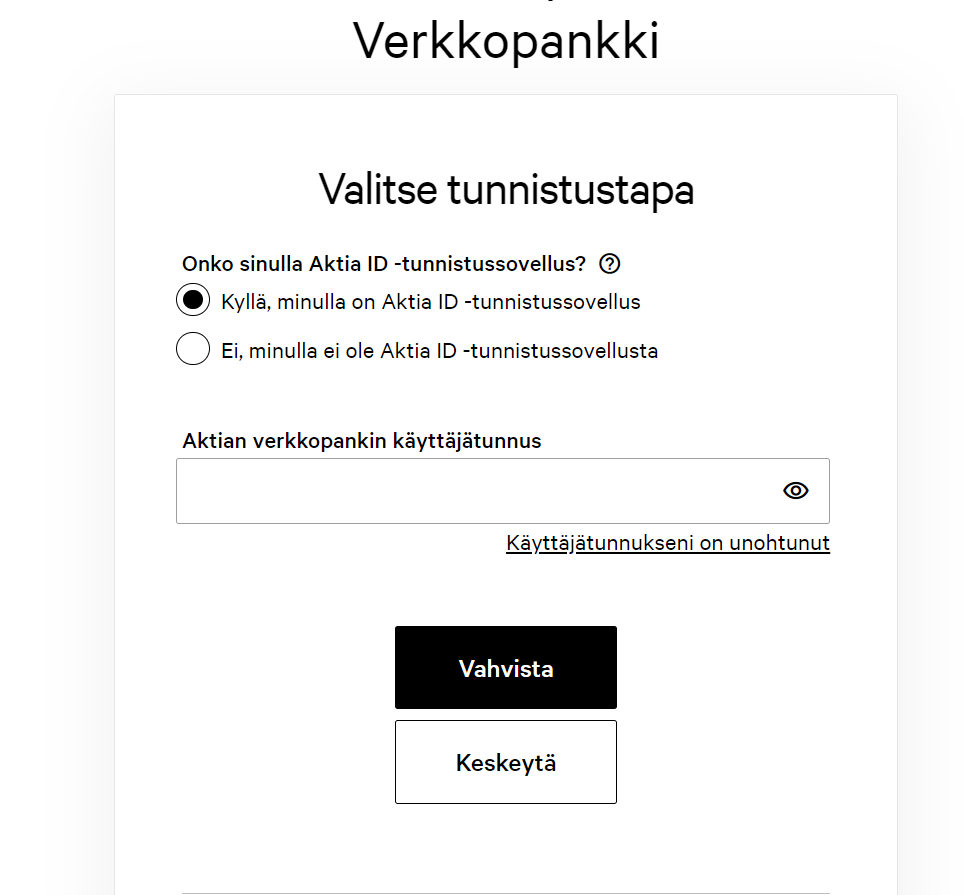 Verkkopankki
Valitse tunnistustapa
Onko sinulla Aktia ID -tunnistussovellus?
Kyllä, minulla on Aktia ID -tunnistussovellus
Ei, minulla ei ole Aktia ID -tunnistussovellusta
Aktian verkkopankin käyttäjätunnus
Käyttäjätunnukseni on unohtunut
Vahvista
Keskeytä